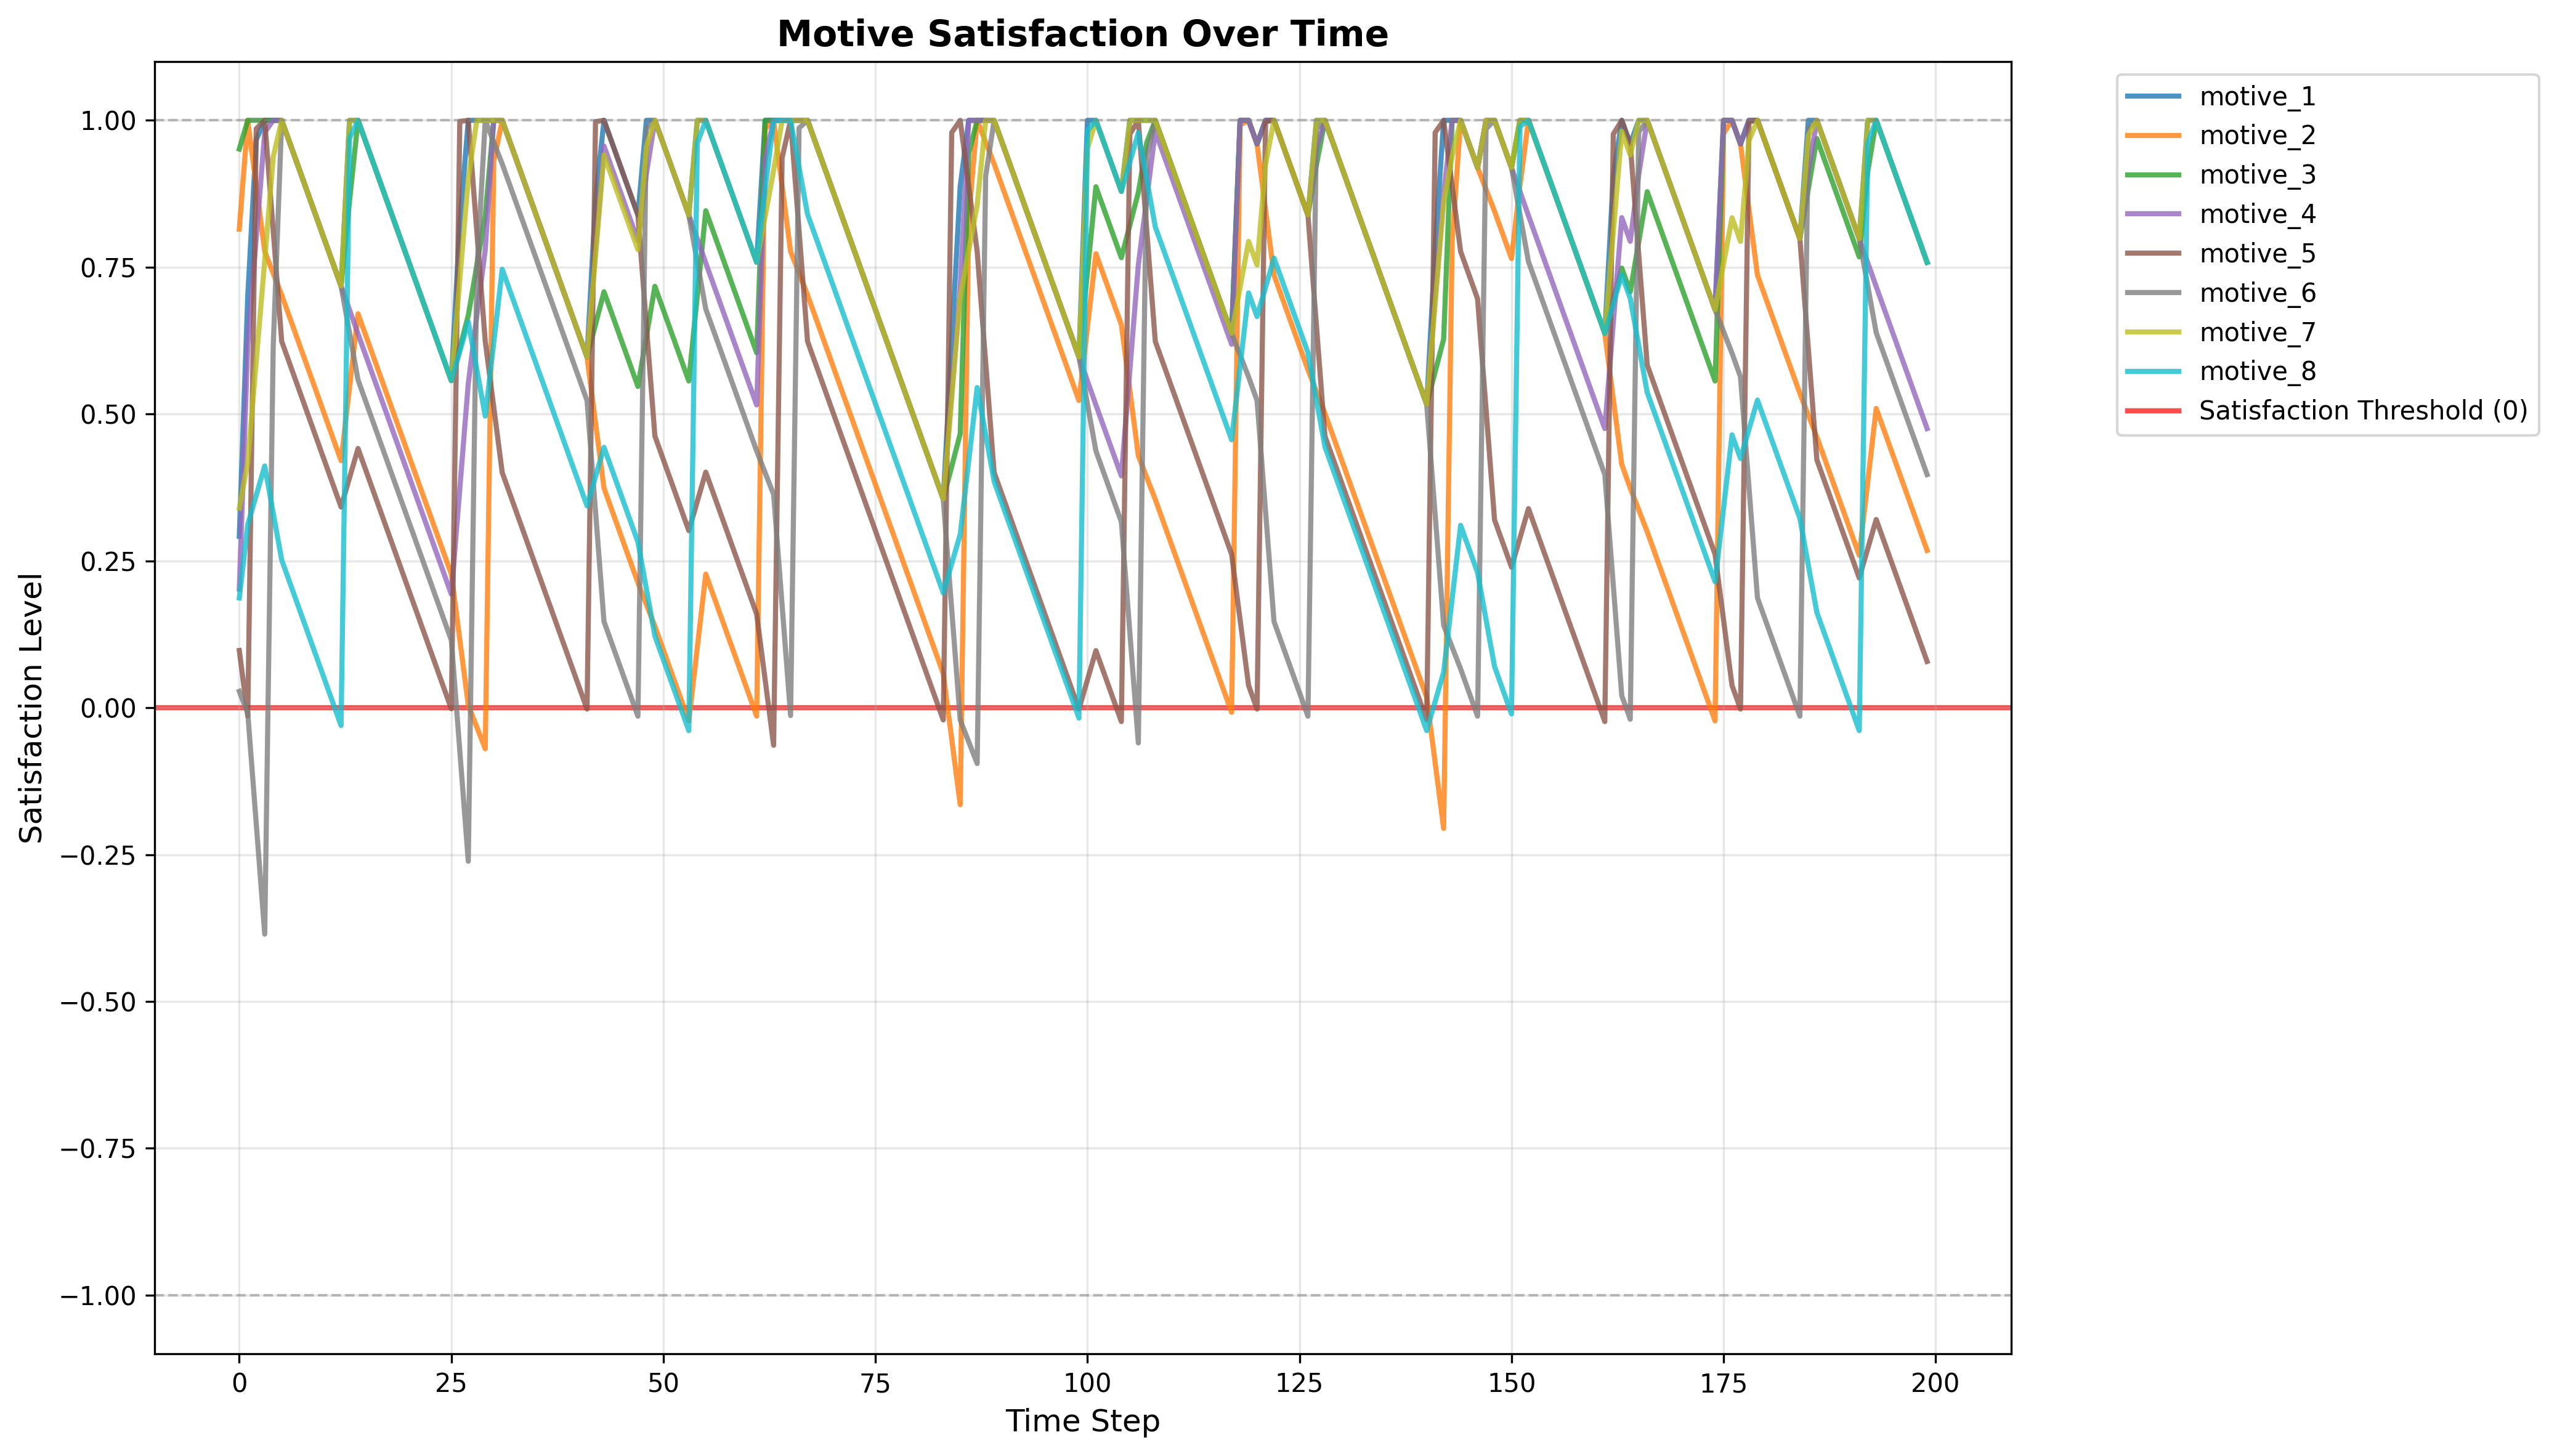 Motive Satisfaction Over Time
motive_1
motive_2
motive_3
motive_4
motive_5
motive_6
motive_7
motive_8
Satisfaction Threshold (0)
Satisfaction Level
1.00
0.75
0.50
0.25
0.00
−0.25
−0.50
−0.75
−1.00
0 25 50 75 100 125 150 175 200
Time Step